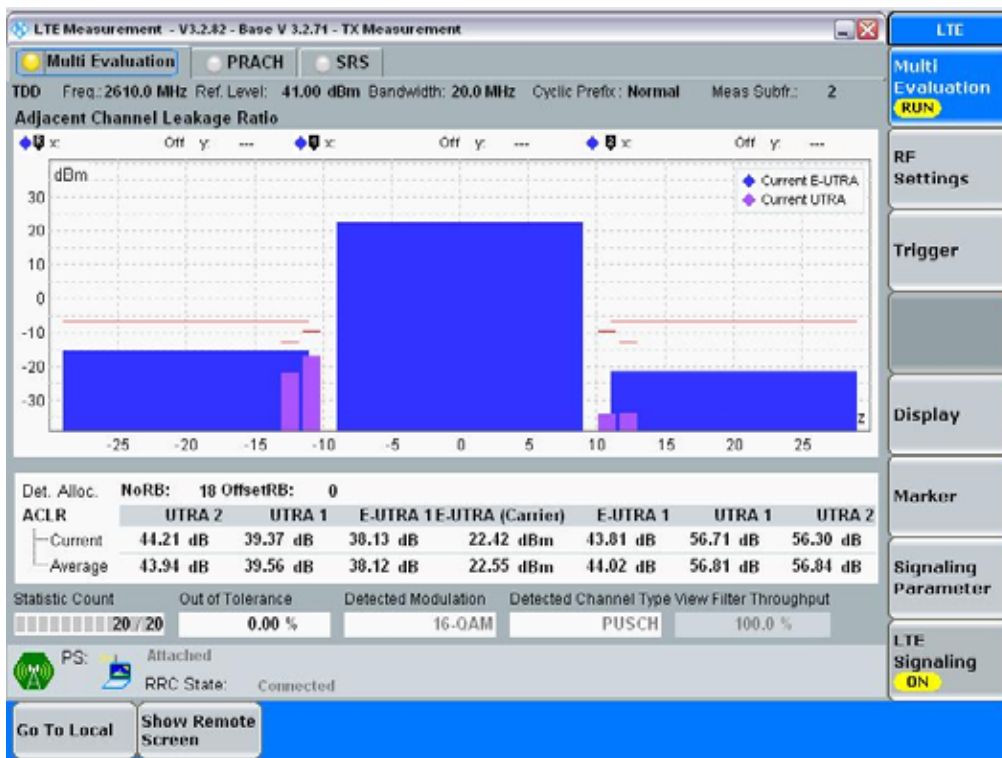 LTE Measurement - V3.2.82 - Base V 3.2.71 - TX Measurement
LTE
Multi Evaluation PRACH SRS
Multi Evaluation RUN
TDD Freq.: 2610.0 MHz Ref. Level: 41.00 dBm Bandwidth: 20.0 MHz Cyclic Prefix: Normal Meas Subfr.: 2
Adjacent Channel Leakage Ratio
x: Off y: --- x: Off y: --- x: Off y: ---
dBm
Current E-UTRA
Current UTRA
30
20
10
0
-10
-20
-30
-25 -20 -15 -10 -5 0 5 10 15 20 25
RF Settings
Trigger
Display
Marker
Signaling Parameter
LTE Signaling ON
Det. Alloc. NoRB: 18 OffsetRB: 0
ACLR UTRA 2 UTRA 1 E-UTRA 1 E-UTRA (Carrier) E-UTRA 1 UTRA 1 UTRA 2
Current 44.21 dB 39.37 dB 38.13 dB 22.42 dBm 43.81 dB 56.71 dB 56.30 dB
Average 43.94 dB 39.56 dB 38.12 dB 22.55 dBm 44.02 dB 56.81 dB 56.84 dB
Statistic Count Out of Tolerance Detected Modulation Detected Channel Type View Filter Throughput
20 / 20 0.00 % 16-QAM PUSCH 100.0 %
PS: Attached
RRC State: Connected
Go To Local
Show Remote Screen